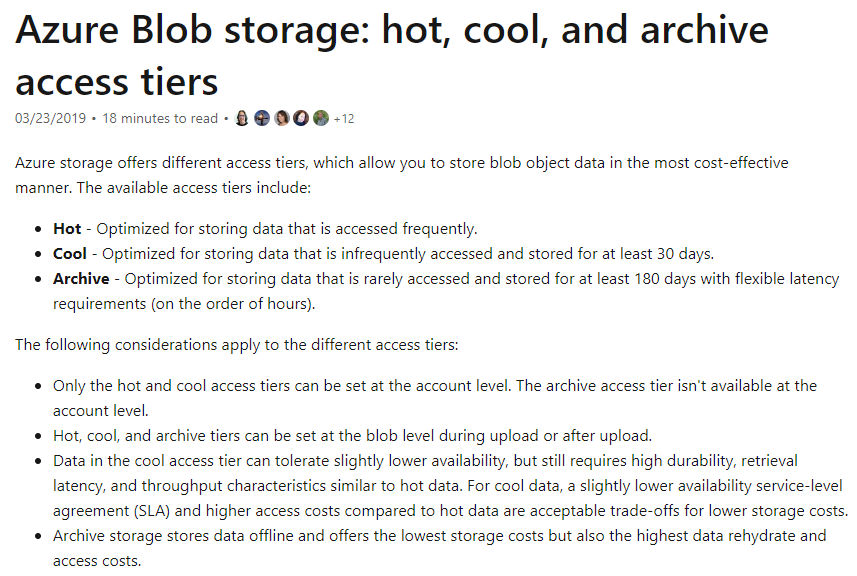 Azure Blob storage: hot, cool, and archive
access tiers
03/23/2019 • 18 minutes to read • +12
Azure storage offers different access tiers, which allow you to store blob object data in the most cost-effective
manner. The available access tiers include:
• Hot - Optimized for storing data that is accessed frequently.
• Cool - Optimized for storing data that is infrequently accessed and stored for at least 30 days.
• Archive - Optimized for storing data that is rarely accessed and stored for at least 180 days with flexible latency
requirements (on the order of hours).
The following considerations apply to the different access tiers:
• Only the hot and cool access tiers can be set at the account level. The archive access tier isn't available at the
account level.
• Hot, cool, and archive tiers can be set at the blob level during upload or after upload.
• Data in the cool access tier can tolerate slightly lower availability, but still requires high durability, retrieval
latency, and throughput characteristics similar to hot data. For cool data, a slightly lower availability service-level
agreement (SLA) and higher access costs compared to hot data are acceptable trade-offs for lower storage costs.
• Archive storage stores data offline and offers the lowest storage costs but also the highest data rehydrate and
access costs.